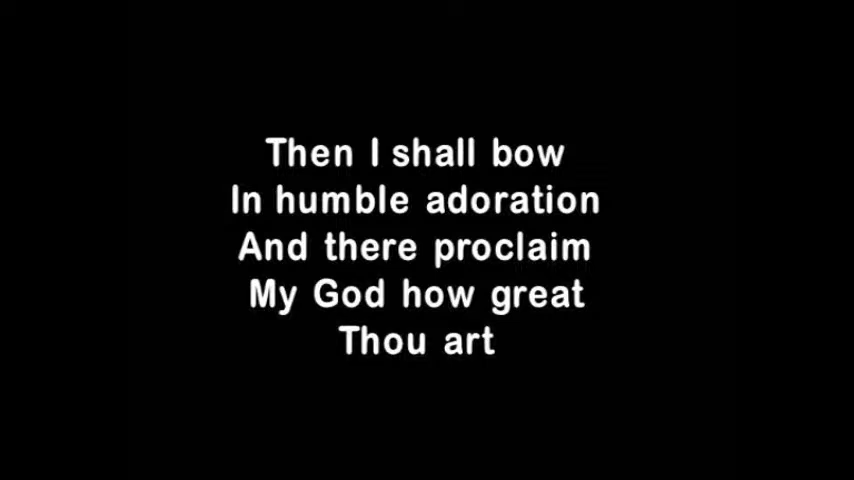 Then I shall bow
In humble adoration
And there proclaim
My God how great
Thou art